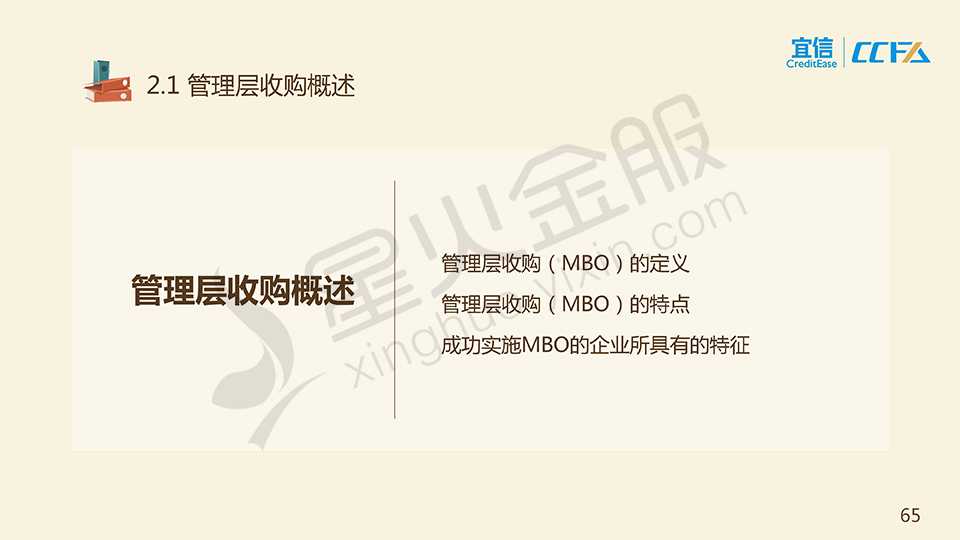 宜信
CreditEase
CCFA
2.1 管理层收购概述
管理层收购概述
管理层收购（MBO）的定义
管理层收购（MBO）的特点
成功实施MBO的企业所具有的特征
星火金服
xinghuo.yixin.com
65